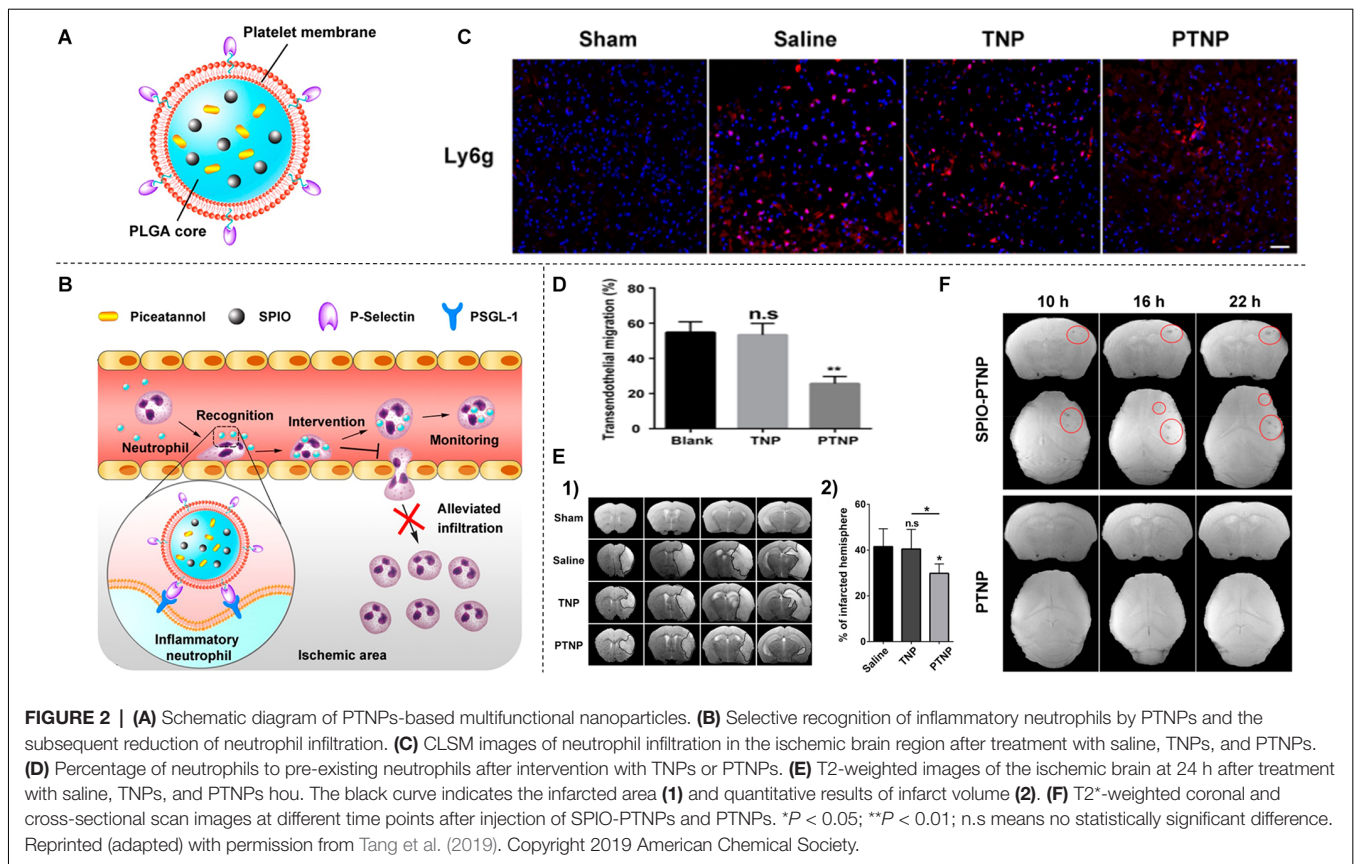 A
Platelet membrane
PLGA core
C
Sham
Saline
TNP
PTNP
Ly6g
B
Piceatannol
SPIO
P-Selectin
PSGL-1
Recognition
Intervention
Neutrophil
Monitoring
Alleviated
infiltration
Inflammatory
neutrophil
Ischemic area
D
Transendothelial migration (%)
80
60
40
20
0
n.s
**
Blank
TNP
PTNP
E
1)
Sham
Saline
TNP
PTNP
2)
% of infarcted hemisphere
60
40
20
0
n.s
*
*
Saline
TNP
PTNP
F
10 h
16 h
22 h
SPIO-PTNP
PTNP
FIGURE 2 | (A) Schematic diagram of PTNPs-based multifunctional nanoparticles. (B) Selective recognition of inflammatory neutrophils by PTNPs and the
subsequent reduction of neutrophil infiltration. (C) CLSM images of neutrophil infiltration in the ischemic brain region after treatment with saline, TNPs, and PTNPs.
(D) Percentage of neutrophils to pre-existing neutrophils after intervention with TNPs or PTNPs. (E) T2-weighted images of the ischemic brain at 24 h after treatment
with saline, TNPs, and PTNPs hou. The black curve indicates the infarcted area (1) and quantitative results of infarct volume (2). (F) T2*-weighted coronal and
cross-sectional scan images at different time points after injection of SPIO-PTNPs and PTNPs. *P < 0.05; **P < 0.01; n.s means no statistically significant difference.
Reprinted (adapted) with permission from Tang et al. (2019). Copyright 2019 American Chemical Society.